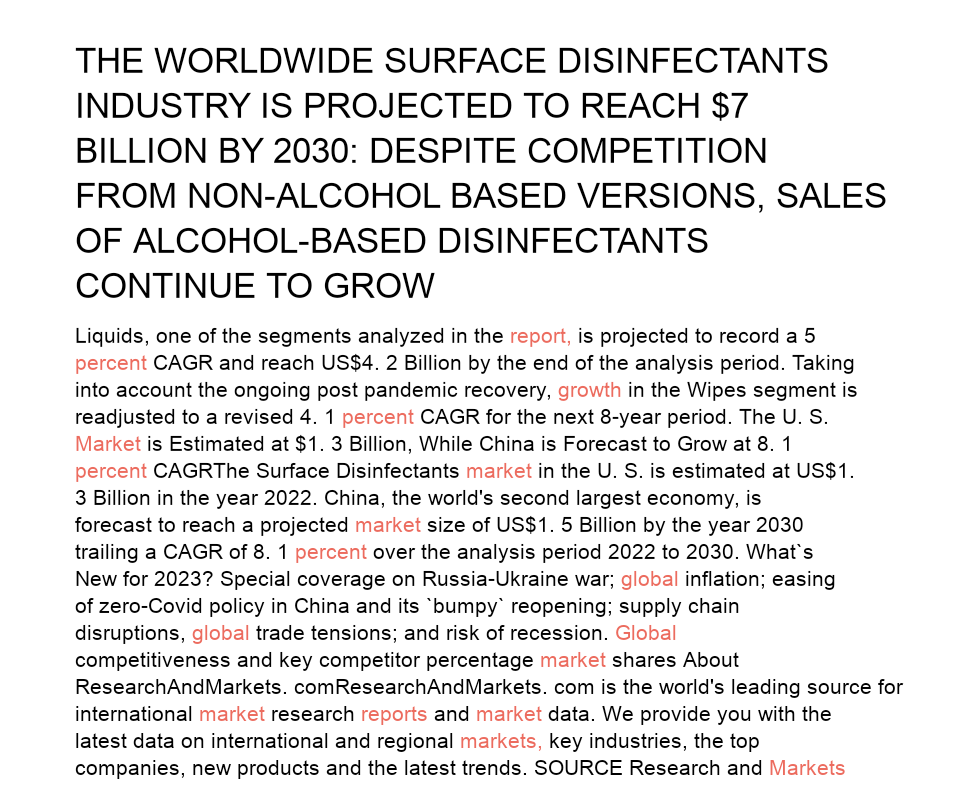 THE WORLDWIDE SURFACE DISINFECTANTS
INDUSTRY IS PROJECTED TO REACH $7
BILLION BY 2030: DESPITE COMPETITION
FROM NON-ALCOHOL BASED VERSIONS, SALES
OF ALCOHOL-BASED DISINFECTANTS
CONTINUE TO GROW
Liquids, one of the segments analyzed in the report, is projected to record a 5
percent CAGR and reach US$4. 2 Billion by the end of the analysis period. Taking
into account the ongoing post pandemic recovery, growth in the Wipes segment is
readjusted to a revised 4. 1 percent CAGR for the next 8-year period. The U. S.
Market is Estimated at $1. 3 Billion, While China is Forecast to Grow at 8. 1
percent CAGRThe Surface Disinfectants market in the U. S. is estimated at US$1.
3 Billion in the year 2022. China, the world's second largest economy, is
forecast to reach a projected market size of US$1. 5 Billion by the year 2030
trailing a CAGR of 8. 1 percent over the analysis period 2022 to 2030. What`s
New for 2023? Special coverage on Russia-Ukraine war; global inflation; easing
of zero-Covid policy in China and its `bumpy` reopening; supply chain
disruptions, global trade tensions; and risk of recession. Global
competitiveness and key competitor percentage market shares About
ResearchAndMarkets. comResearchAndMarkets. com is the world's leading source for
international market research reports and market data. We provide you with the
latest data on international and regional markets, key industries, the top
companies, new products and the latest trends. SOURCE Research and Markets